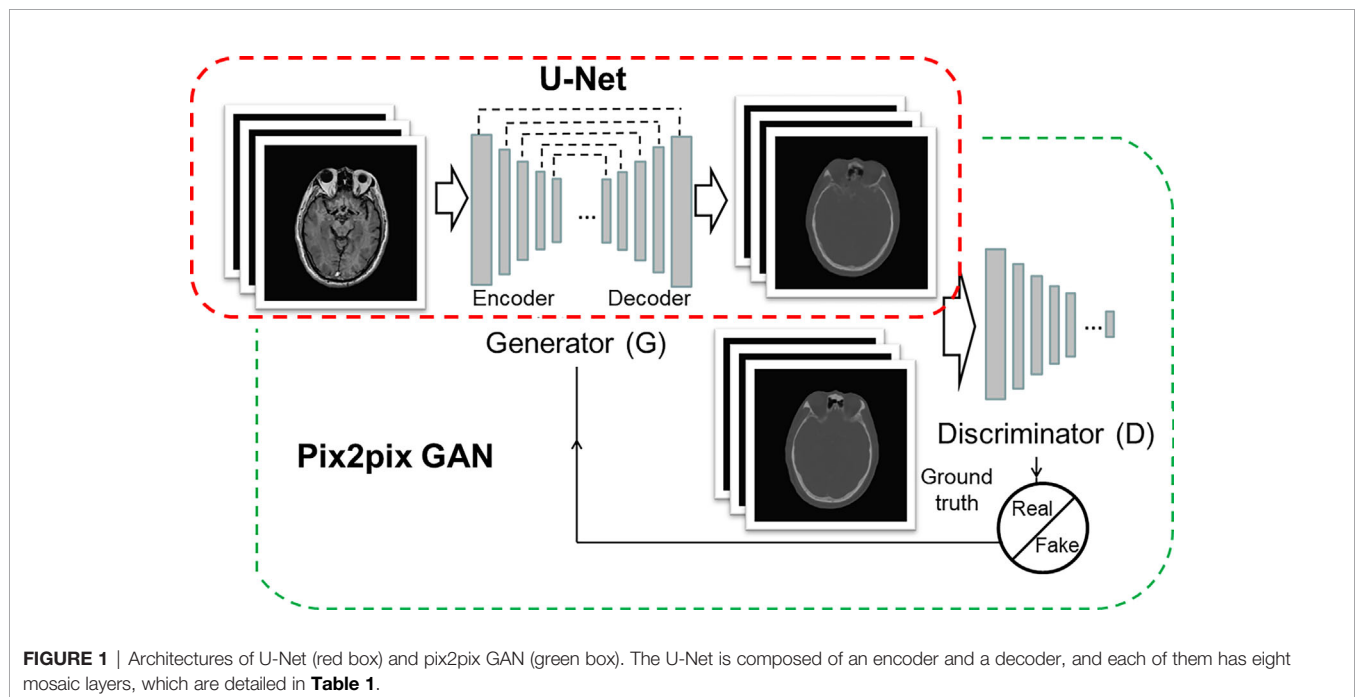 U-Net
...
Encoder
Decoder
Generator (G)
...
Pix2pix GAN
Discriminator (D)
Ground
truth
Real
Fake
FIGURE 1 | Architectures of U-Net (red box) and pix2pix GAN (green box). The U-Net is composed of an encoder and a decoder, and each of them has eight
mosaic layers, which are detailed in Table 1.